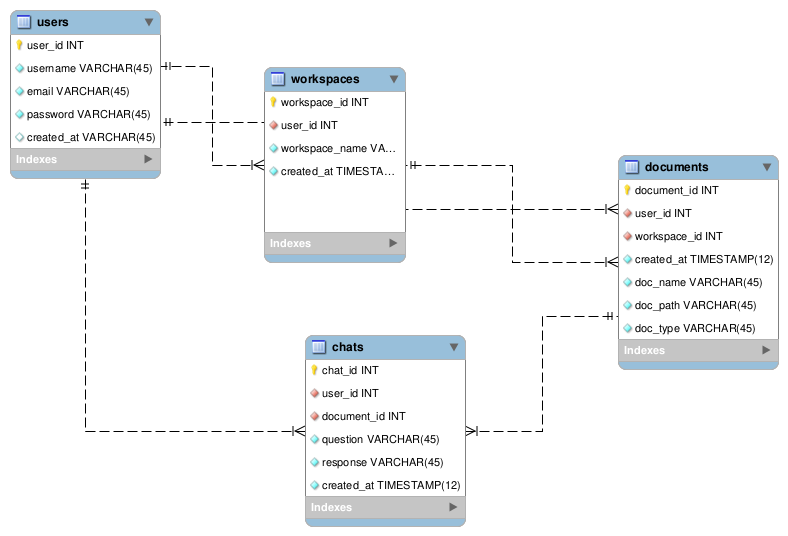 users
user_id INT
username VARCHAR(45)
email VARCHAR(45)
password VARCHAR(45)
created_at VARCHAR(45)
Indexes
workspaces
workspace_id INT
user_id INT
workspace_name VA...
created_at TIMESTA...
Indexes
documents
document_id INT
user_id INT
workspace_id INT
created_at TIMESTAMP(12)
doc_name VARCHAR(45)
doc_path VARCHAR(45)
doc_type VARCHAR(45)
Indexes
chats
chat_id INT
user_id INT
document_id INT
question VARCHAR(45)
response VARCHAR(45)
created_at TIMESTAMP(12)
Indexes